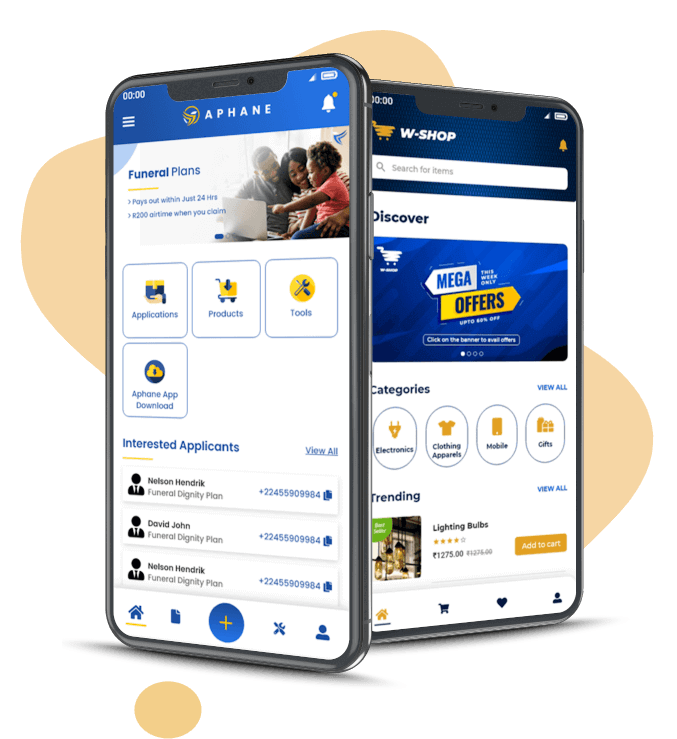 00:00
APHANE
Funeral Plans
> Pays out within Just 24 Hrs
> R200 airtime when you claim
Applications
Products
Tools
Aphane App
Download
Interested Applicants
View All
Nelson Hendrik
Funeral Dignity Plan
+22455909984
David John
Funeral Dignity Plan
+22455909984
Nelson Hendrik
Funeral Dignity Plan
+22455909984
00:00
W-SHOP
Search for items
Discover
W-SHOP
MEGA
THIS
WEEK
ONLY
OFFERS
UPTO 50% OFF
Click on the banner to avail offers
Categories
VIEW ALL
Electronics
Clothing
Apparels
Mobile
Gifts
Trending
VIEW ALL
Best
Seller
Lighting Bulbs
₹1275.00 ₹1275.00
Add to cart